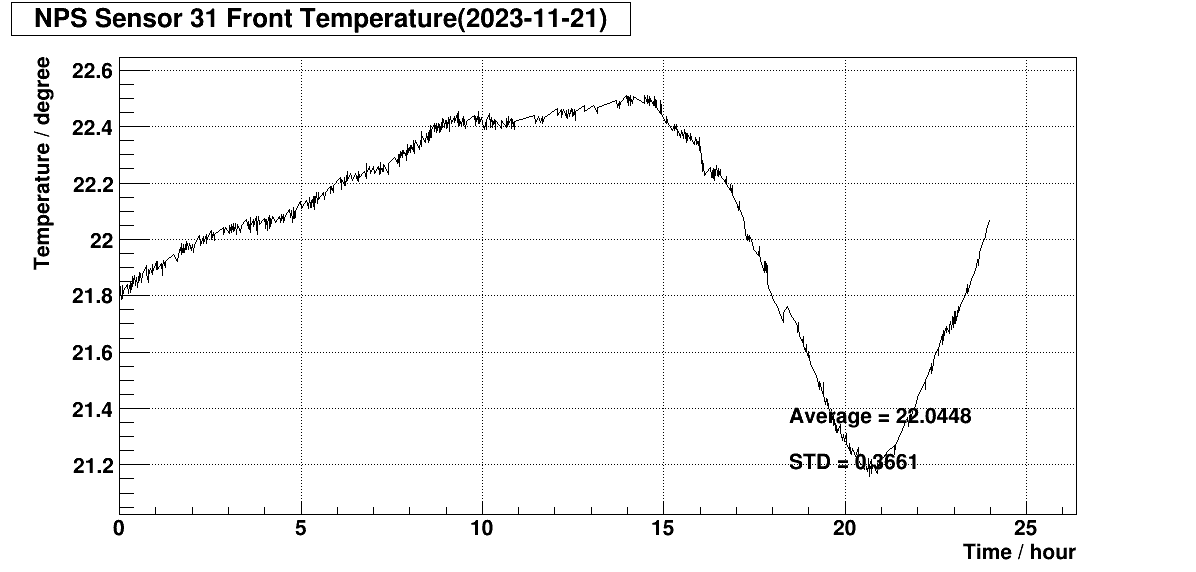 NPS Sensor 31 Front Temperature(2023-11-21)
Temperature / degree
22.6
22.4
22.2
22
21.8
21.6
21.4
21.2
Average = 22.0448
STD = 0.3661
0 5 10 15 20 25
Time / hour